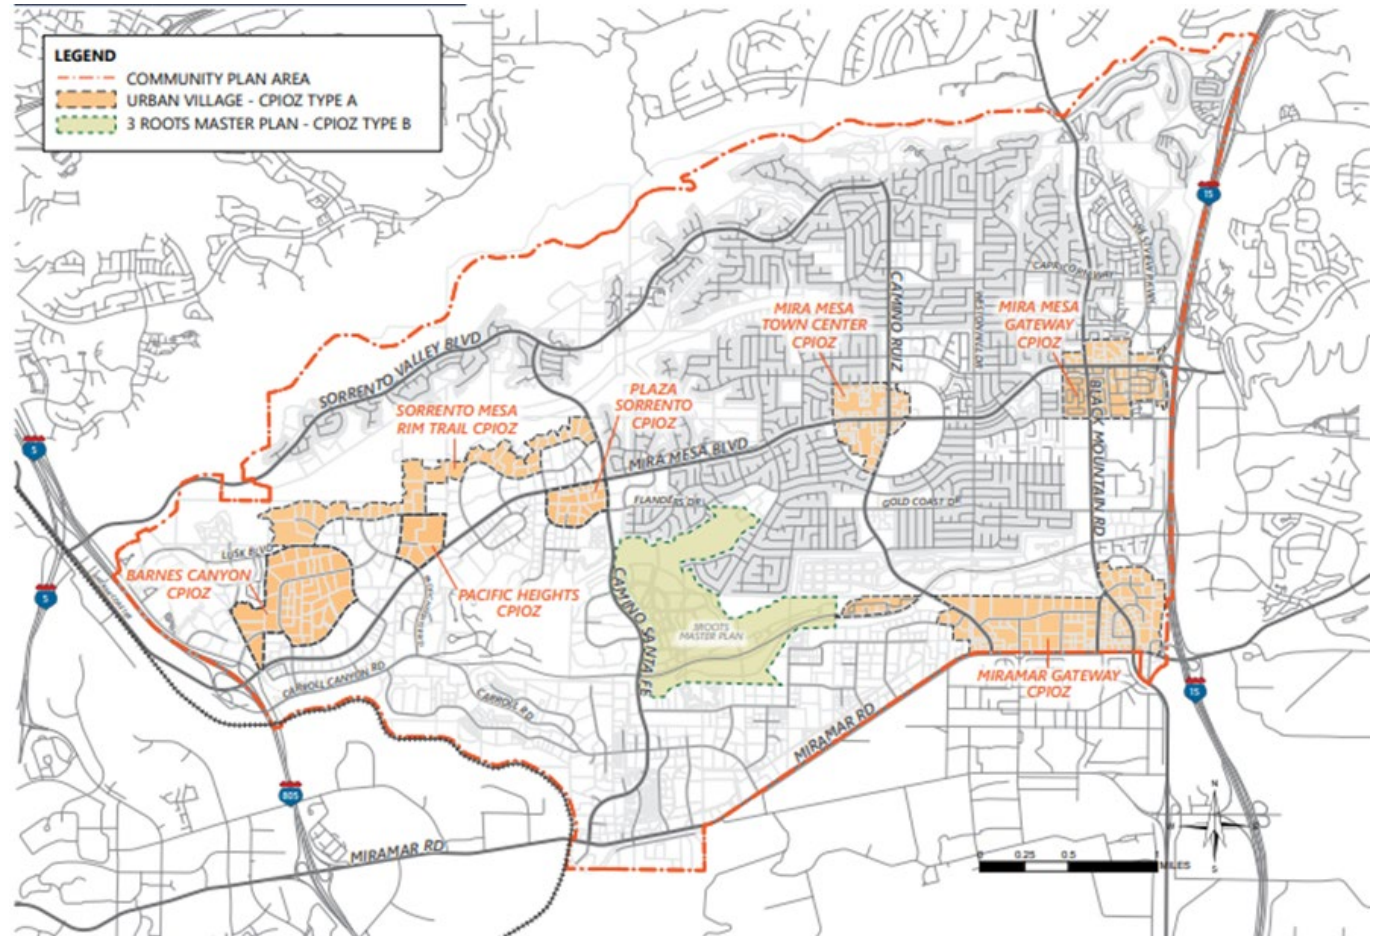 LEGEND
COMMUNITY PLAN AREA
URBAN VILLAGE - CPIOZ TYPE A
3 ROOTS MASTER PLAN - CPIOZ TYPE B
15
CAPRICORN WAY
CAMINO RUIZ
MIRA MESA
TOWN CENTER
CPIOZ
MIRA MESA
GATEWAY
CPIOZ
SORRENTO VALLEY BLVD
PLAZA
SORRENTO
CPIOZ
SORRENTO MESA
RIM TRAIL CPIOZ
BLACK MOUNTAIN RD
5
MIRA MESA BLVD
FLANDERS DR
GOLD COAST DR
LUSK BLVD
BARNES CANYON
CPIOZ
PACIFIC HEIGHTS
CPIOZ
5
CAMINO SANTA FE
3ROOTS
MASTER PLAN
CARROLL CANYON RD
CARROLL RD
MIRAMAR GATEWAY
CPIOZ
15
MIRAMAR RD
805
MIRAMAR RD
N
S
0 0.25 0.5 1
MILES